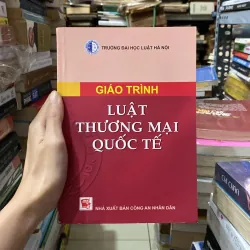 TRƯỜNG ĐẠI HỌC LUẬT HÀ NỘI
GIÁO TRÌNH
LUẬT
THƯƠNG MẠI
QUỐC TẾ
NHÀ XUẤT BẢN CÔNG AN NHÂN DÂN